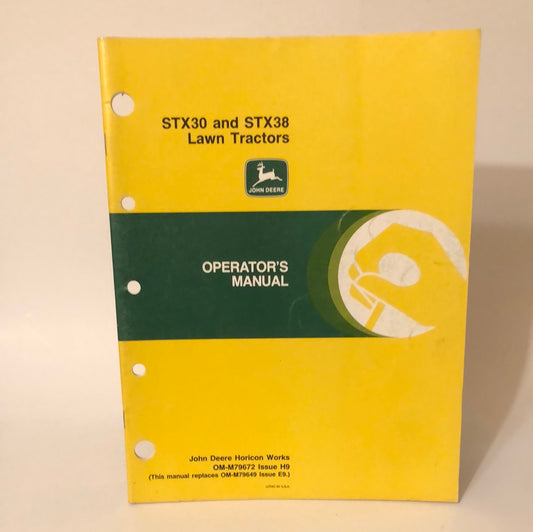 STX30 and STX38
Lawn Tractors
JOHN DEERE
OPERATOR'S
MANUAL
John Deere Horicon Works
OM-M79672 Issue H9
(This manual replaces OM-M79649 Issue E9.)
U.S.A.